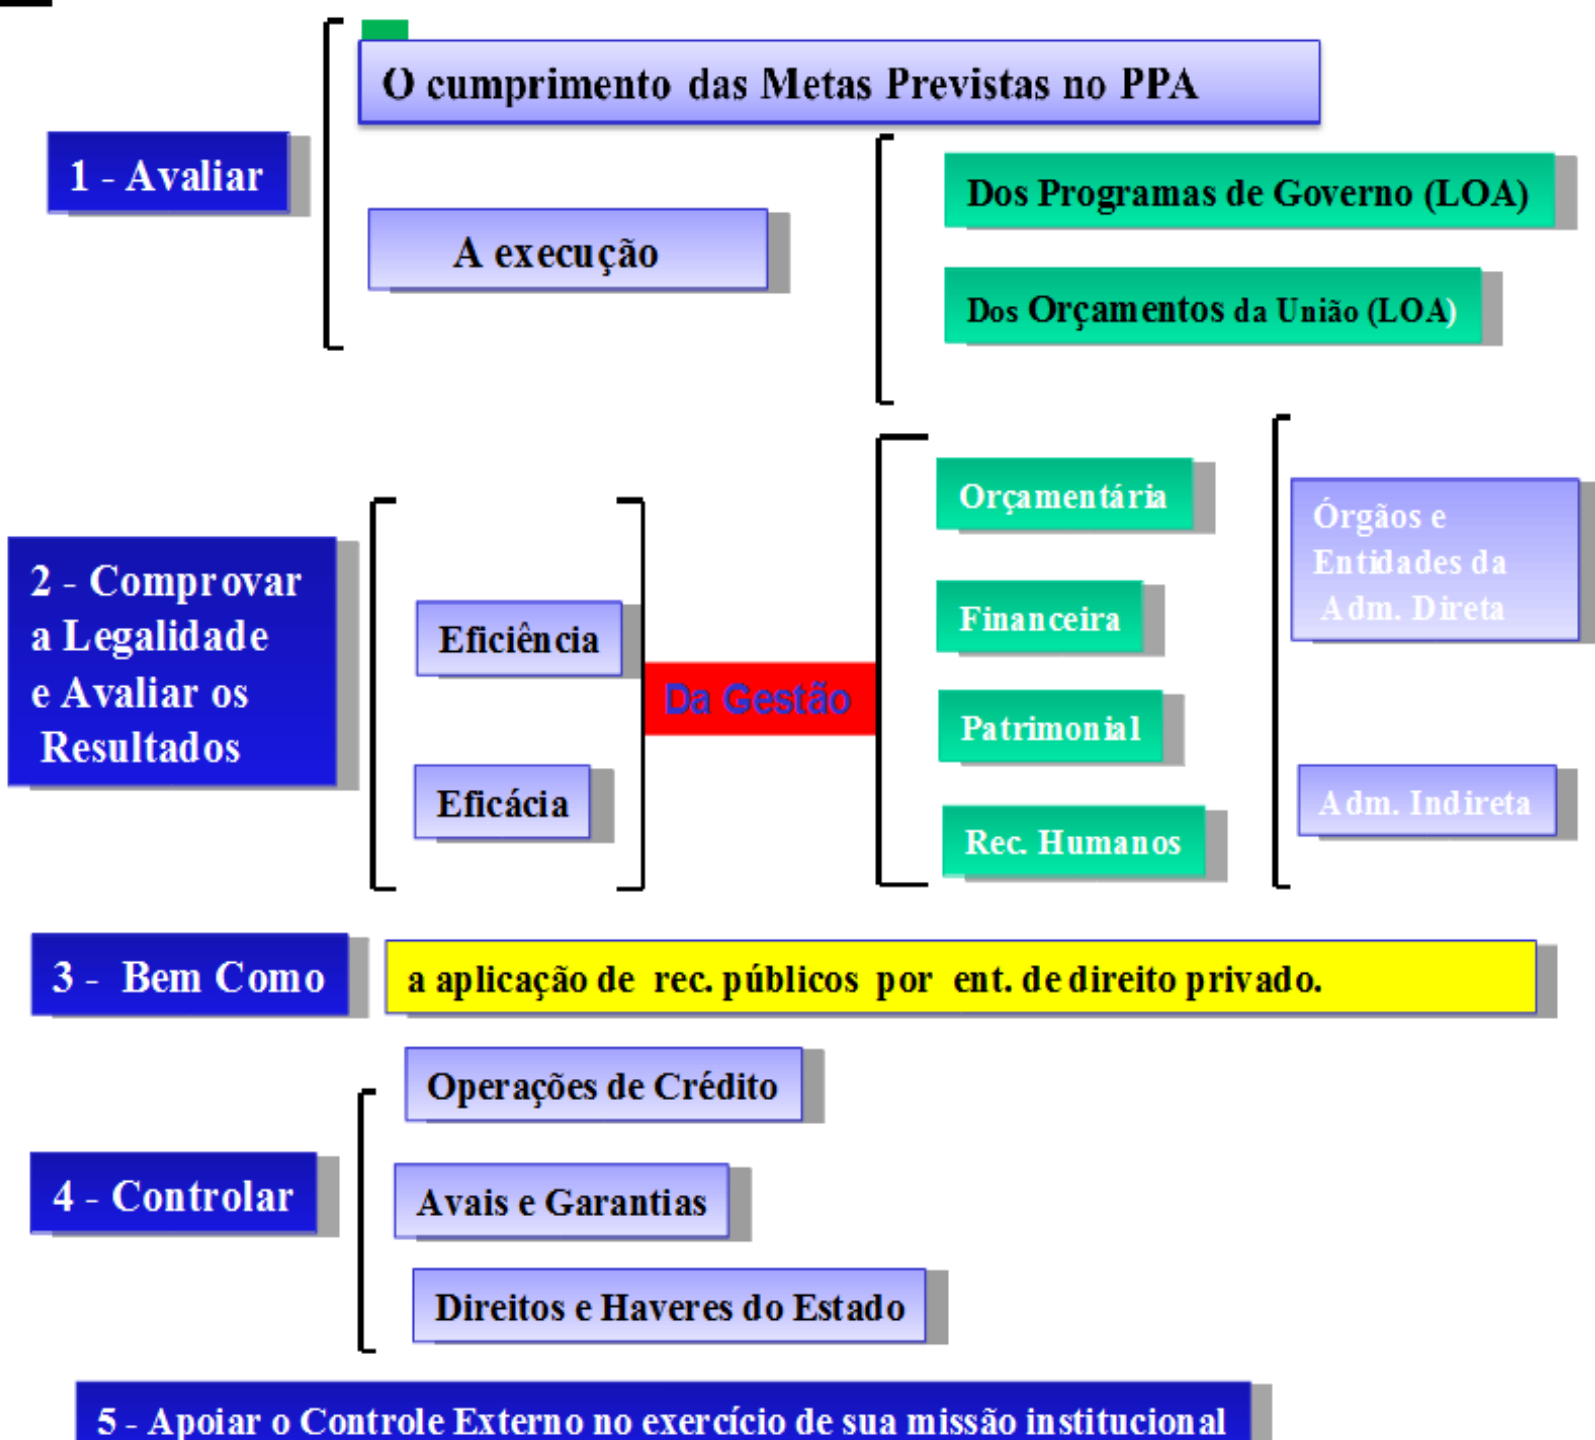 O cumprimento das Metas Previstas no PPA
1 - Avaliar
A execução
Dos Programas de Governo (LOA)
Dos Orçamentos da União (LOA)
2 - Comprovar
a Legalidade
e Avaliar os
Resultados
Eficiência
Eficácia
Da Gestão
Orçamentária
Financeira
Patrimonial
Rec. Humanos
Órgãos e
Entidades da
Adm. Direta
Adm. Indireta
3 - Bem Como
a aplicação de rec. públicos por ent. de direito privado.
4 - Controlar
Operações de Crédito
Avais e Garantias
Direitos e Haveres do Estado
5 - Apoiar o Controle Externo no exercício de sua missão institucional